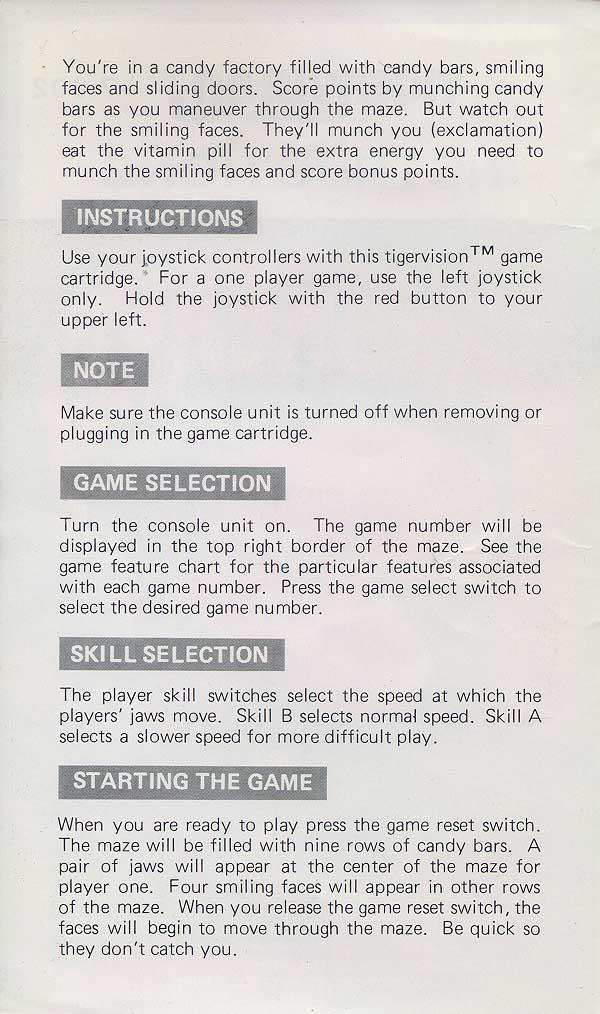 You're in a candy factory filled with candy bars, smiling
faces and sliding doors. Score points by munching candy
bars as you maneuver through the maze. But watch out
for the smiling faces. They'll munch you (exclamation)
eat the vitamin pill for the extra energy you need to
munch the smiling faces and score bonus points.
INSTRUCTIONS
Use your joystick controllers with this tigervision™ game
cartridge. For a one player game, use the left joystick
only. Hold the joystick with the red button to your
upper left.
NOTE
Make sure the console unit is turned off when removing or
plugging in the game cartridge.
GAME SELECTION
Turn the console unit on. The game number will be
displayed in the top right border of the maze. See the
game feature chart for the particular features associated
with each game number. Press the game select switch to
select the desired game number.
SKILL SELECTION
The player skill switches select the speed at which the
players' jaws move. Skill B selects normal speed. Skill A
selects a slower speed for more difficult play.
STARTING THE GAME
When you are ready to play press the game reset switch.
The maze will be filled with nine rows of candy bars. A
pair of jaws will appear at the center of the maze for
player one. Four smiling faces will appear in other rows
of the maze. When you release the game reset switch, the
faces will begin to move through the maze. Be quick so
they don't catch you.